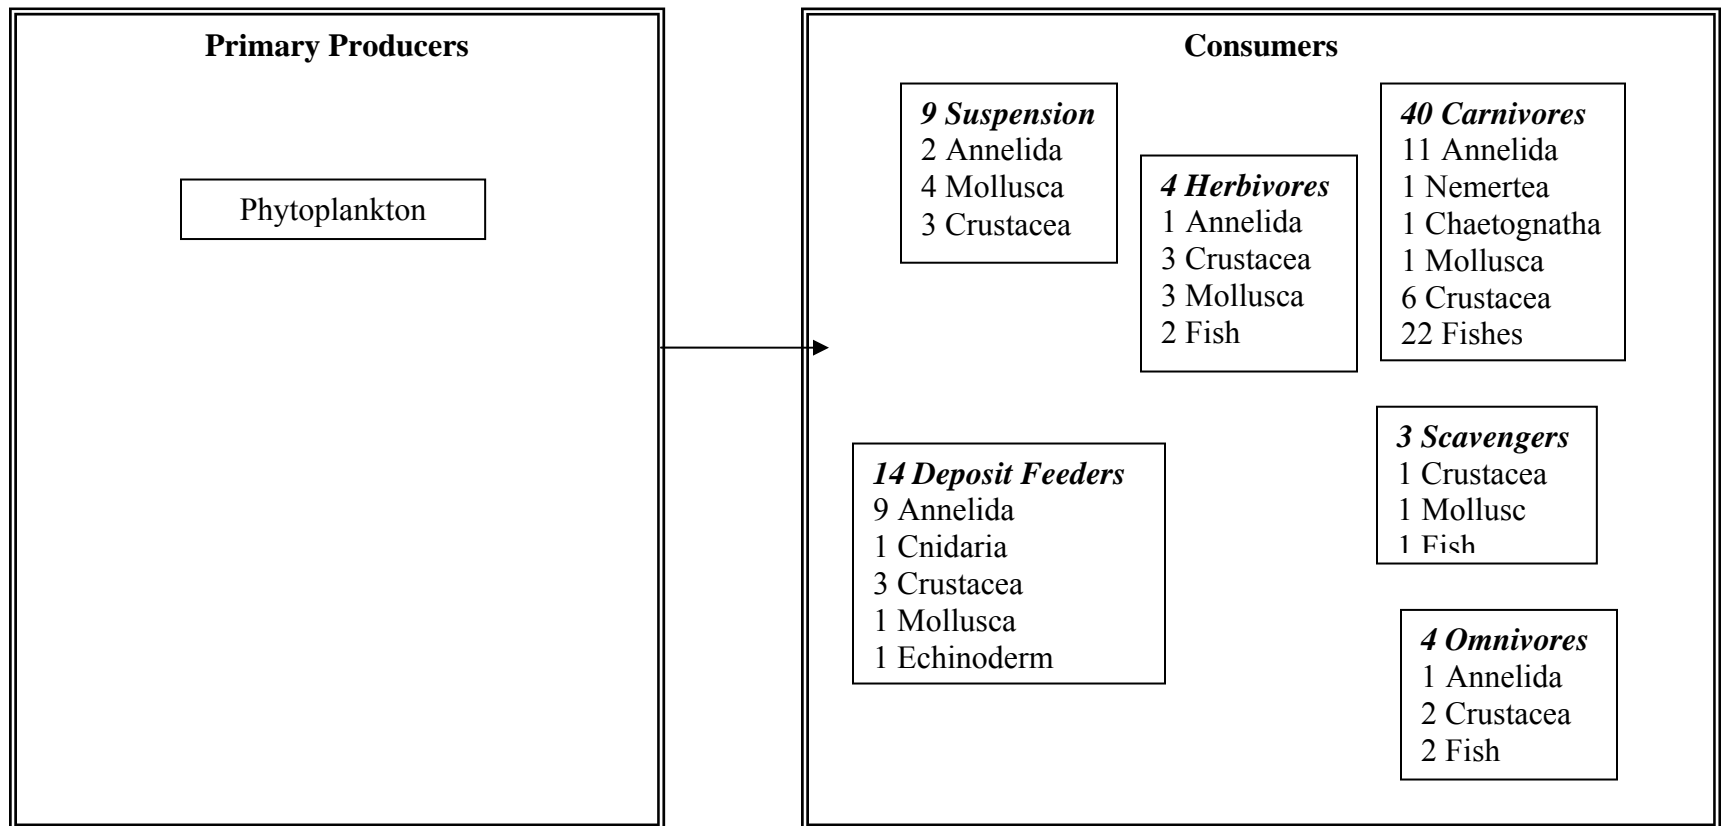 Primary Producers
Phytoplankton
Consumers
9 Suspension
2 Annelida
4 Mollusca
3 Crustacea
4 Herbivores
1 Annelida
3 Crustacea
3 Mollusca
2 Fish
40 Carnivores
11 Annelida
1 Nemertea
1 Chaetognatha
1 Mollusca
6 Crustacea
22 Fishes
14 Deposit Feeders
9 Annelida
1 Cnidaria
3 Crustacea
1 Mollusca
1 Echinoderm
3 Scavengers
1 Crustacea
1 Mollusc
1 Fish
4 Omnivores
1 Annelida
2 Crustacea
2 Fish